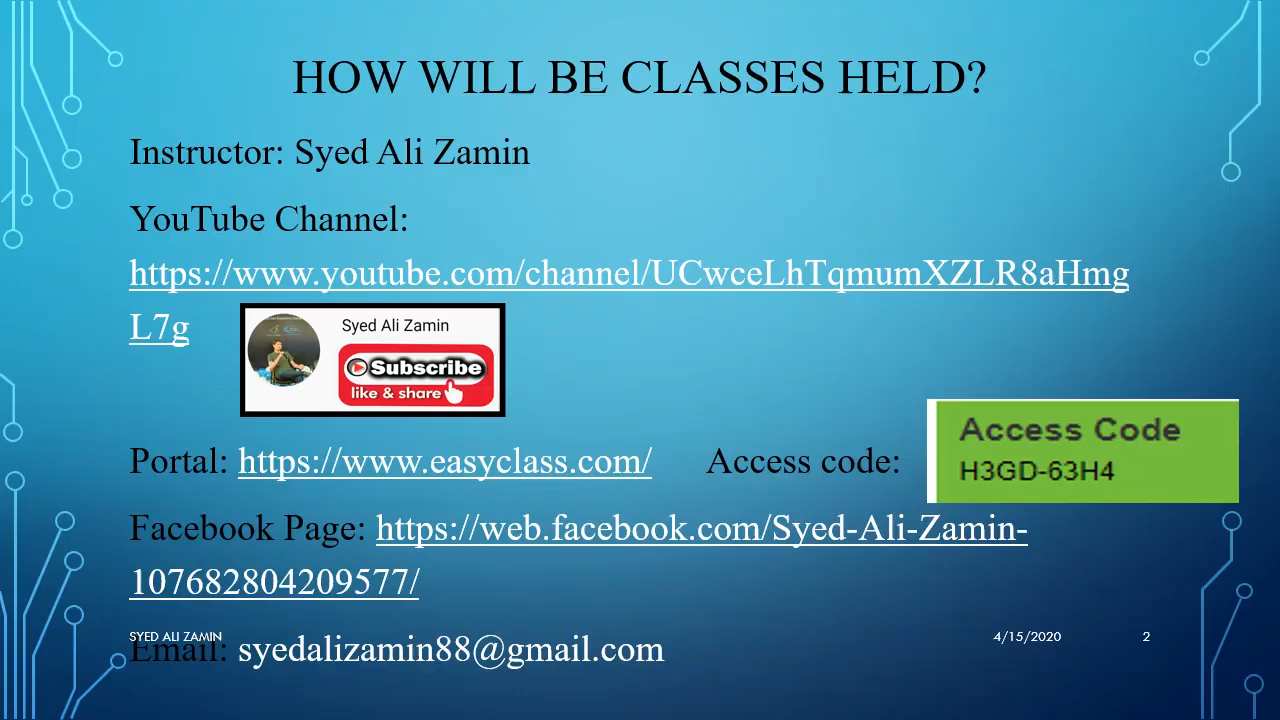 HOW WILL BE CLASSES HELD?
Instructor: Syed Ali Zamin
YouTube Channel:
https://www.youtube.com/channel/UCwceLhTqmumXZLR8aHmg
L7g
Syed Ali Zamin
Subscribe
like & share
Portal: https://www.easyclass.com/ Access code:
Access Code
H3GD-63H4
Facebook Page: https://web.facebook.com/Syed-Ali-Zamin-
107682804209577/
SYED ALI ZAMIN 4/15/2020 2
Email: syedalizamin88@gmail.com